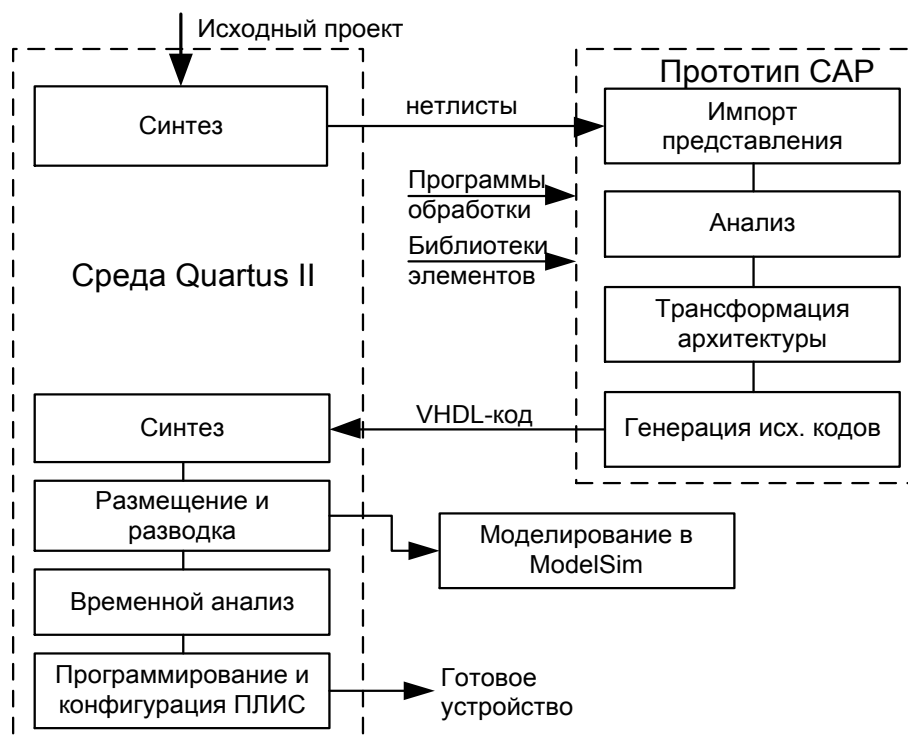 Исходный проект
Прототип САР
Синтез
нетлисты
Импорт
представления
Программы
обработки
Анализ
Библиотеки
элементов
Среда Quartus II
Трансформация
архитектуры
Синтез
VHDL-код
Генерация исх. кодов
Размещение и
разводка
Моделирование в
ModelSim
Временной анализ
Программирование и
конфигурация ПЛИС
Готовое
устройство